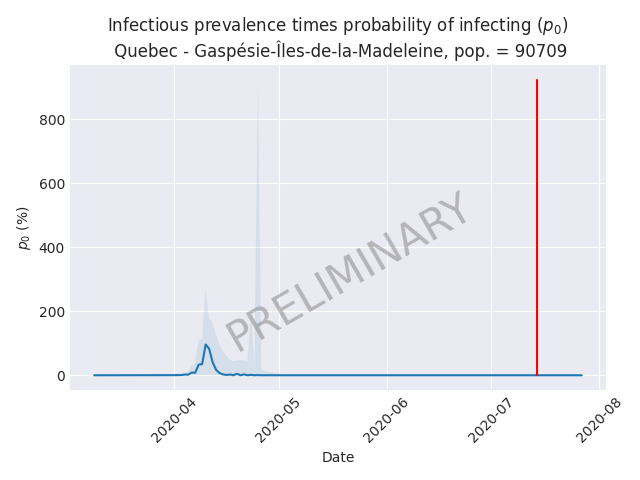 Infectious prevalence times probability of infecting (p₀)
Quebec - Gaspésie-Îles-de-la-Madeleine, pop. = 90709
800
600
400
200
0
p₀ (%)
PRELIMINARY
2020-04
2020-05
2020-06
2020-07
2020-08
Date